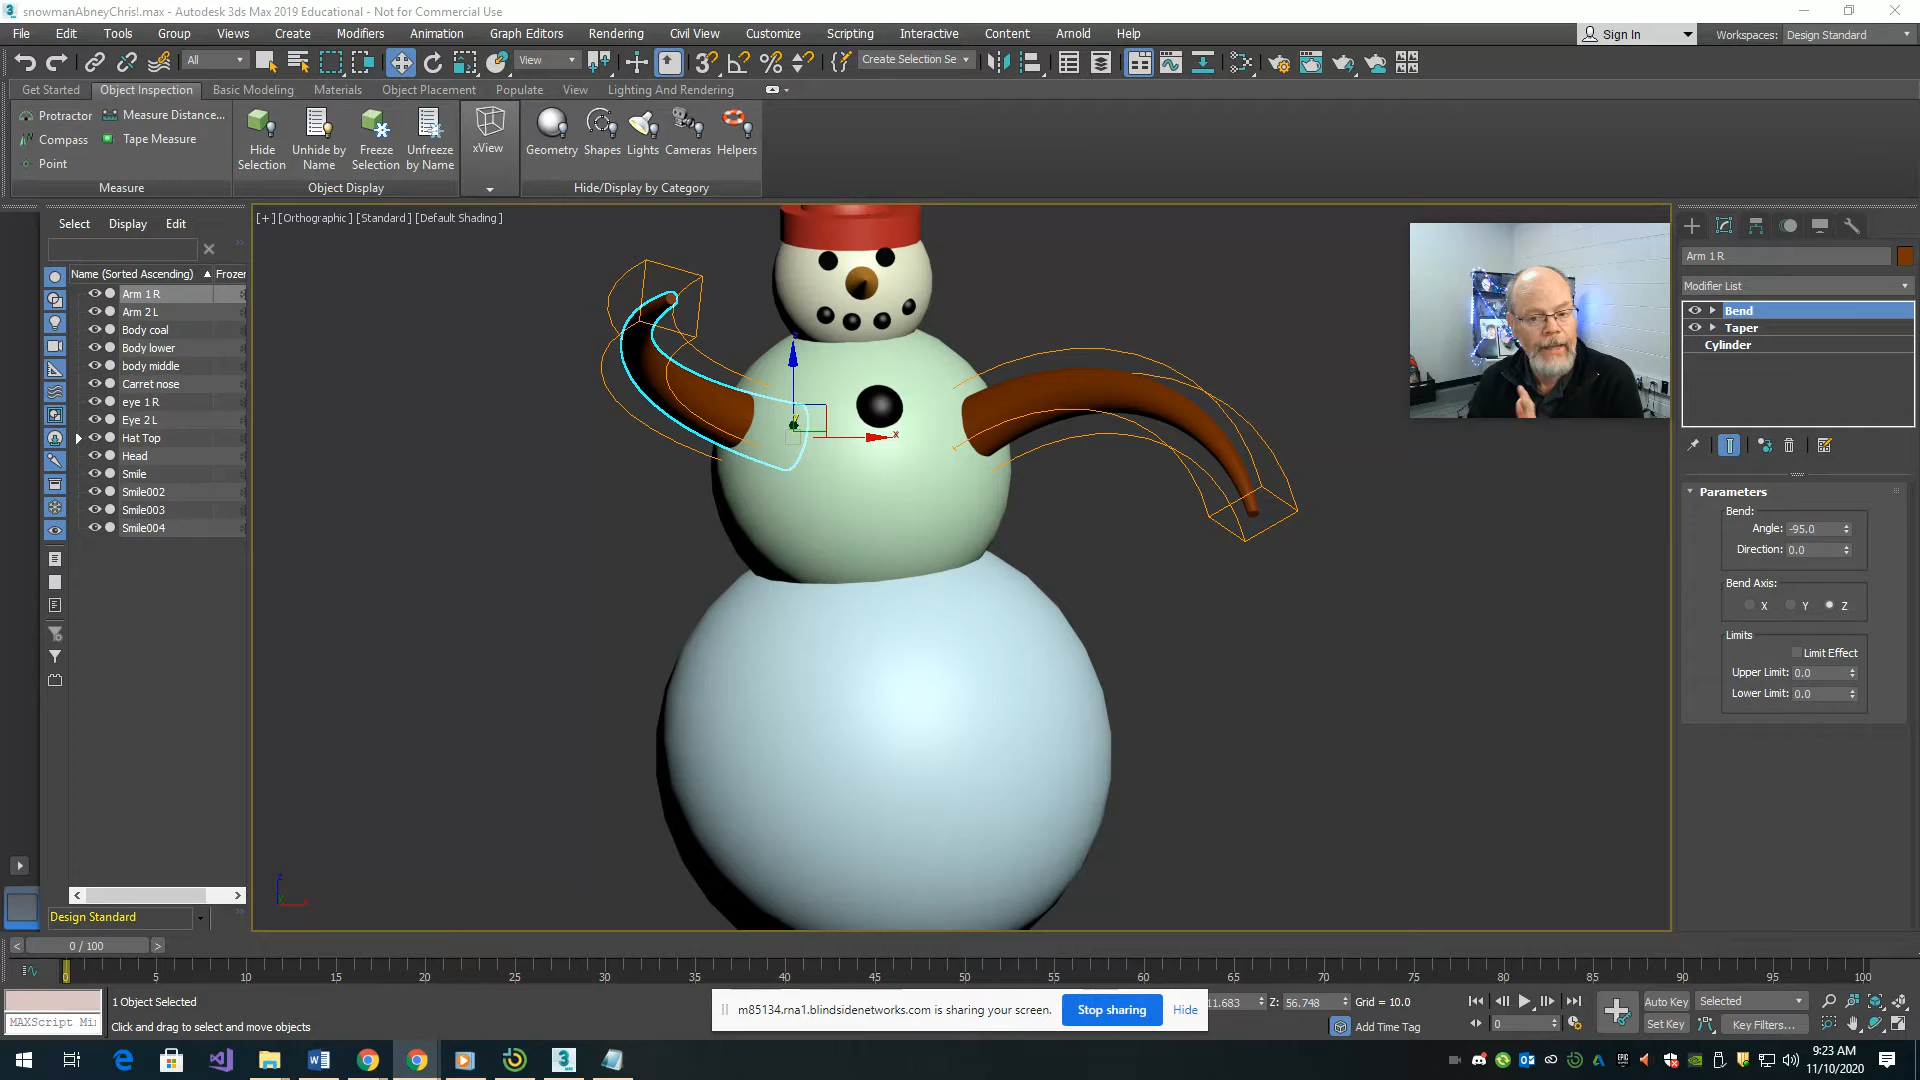 snowmanAbneyChris!.max - Autodesk 3ds Max 2019 Educational - Not for Commercial Use
File Edit Tools Group Views Create Modifiers Animation Graph Editors Rendering Civil View Customize Scripting Interactive Content Arnold Help
Sign In Workspaces: Design Standard
All View Create Selection Se
Get Started Object Inspection Basic Modeling Materials Object Placement Populate View Lighting And Rendering
Protractor Measure Distance...
Compass Tape Measure
Point
Hide Selection Unhide by Name Freeze Selection Unfreeze by Name xView Geometry Shapes Lights Cameras Helpers
Measure Object Display Hide/Display by Category
Select Display Edit
Name (Sorted Ascending) Frozen
Arm 1 R
Arm 2 L
Body coal
Body lower
body middle
Carret nose
eye 1 R
Eye 2 L
Hat Top
Head
Smile
Smile002
Smile003
Smile004
Design Standard
[+] [Orthographic] [Standard] [Default Shading]
z
x
Arm 1 R
Modifier List
Bend
Taper
Cylinder
Parameters
Bend:
Angle: -95.0
Direction: 0.0
Bend Axis:
X Y Z
Limits
Limit Effect
Upper Limit: 0.0
Lower Limit: 0.0
< 0 / 100 >
0 5 10 15 20 25 30 35 40 45 50 55 60 65 70 75 80 85 90 95 100
1 Object Selected
MAXScript Mi
Click and drag to select and move objects
m85134.rna1.blindsidenetworks.com is sharing your screen. Stop sharing Hide
11.683 Z: 56.748 Grid = 10.0
Add Time Tag
0
Auto Key Selected
Set Key Key Filters...
9:23 AM
11/10/2020